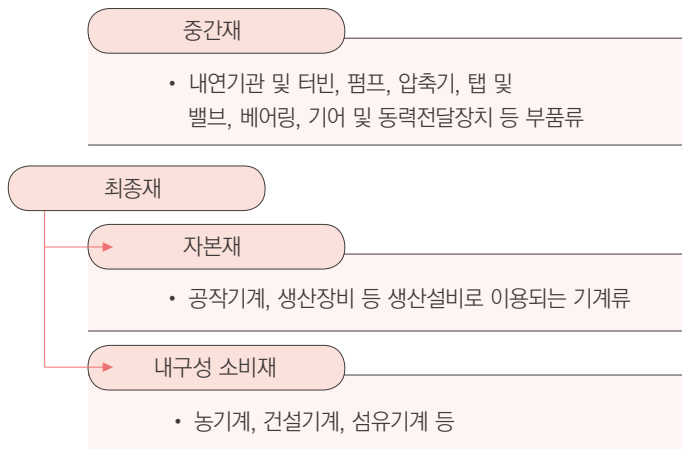 중간재
• 내연기관 및 터빈, 펌프, 압축기, 탭 및
밸브, 베어링, 기어 및 동력전달장치 등 부품류
최종재
자본재
• 공작기계, 생산장비 등 생산설비로 이용되는 기계류
내구성 소비재
• 농기계, 건설기계, 섬유기계 등